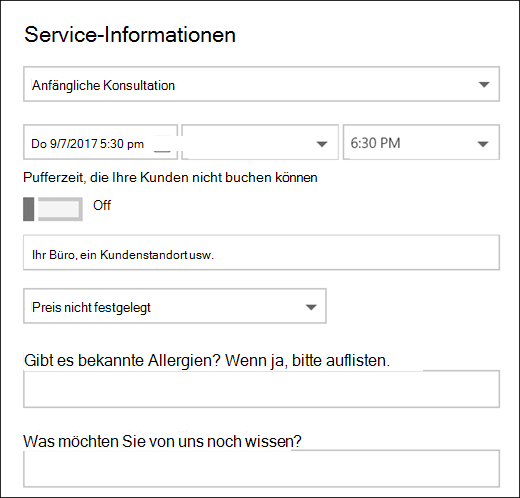 Service-Informationen
Anfängliche Konsultation
Do 9/7/2017 5:30 pm 6:30 PM
Pufferzeit, die Ihre Kunden nicht buchen können
Off
Ihr Büro, ein Kundenstandort usw.
Preis nicht festgelegt
Gibt es bekannte Allergien? Wenn ja, bitte auflisten.
Was möchten Sie von uns noch wissen?